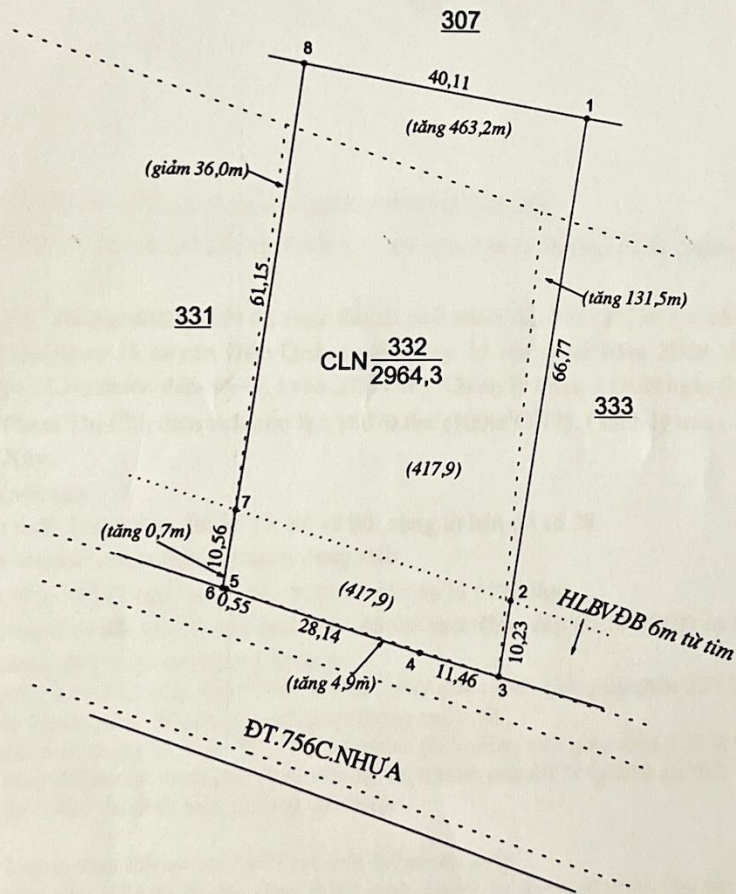 307
8
40,11
1
(tăng 463,2m)
(giảm 36,0m)
61,15
331
(tăng 131,5m)
CLN 332
2964,3
66,77
333
(417,9)
7
(tăng 0,7m)
10,56
5
6
0,55
(417,9)
2
HLBVĐB 6m từ tim
28,14
10,23
4
11,46
3
(tăng 4,9m)
ĐT.756C.NHỰA